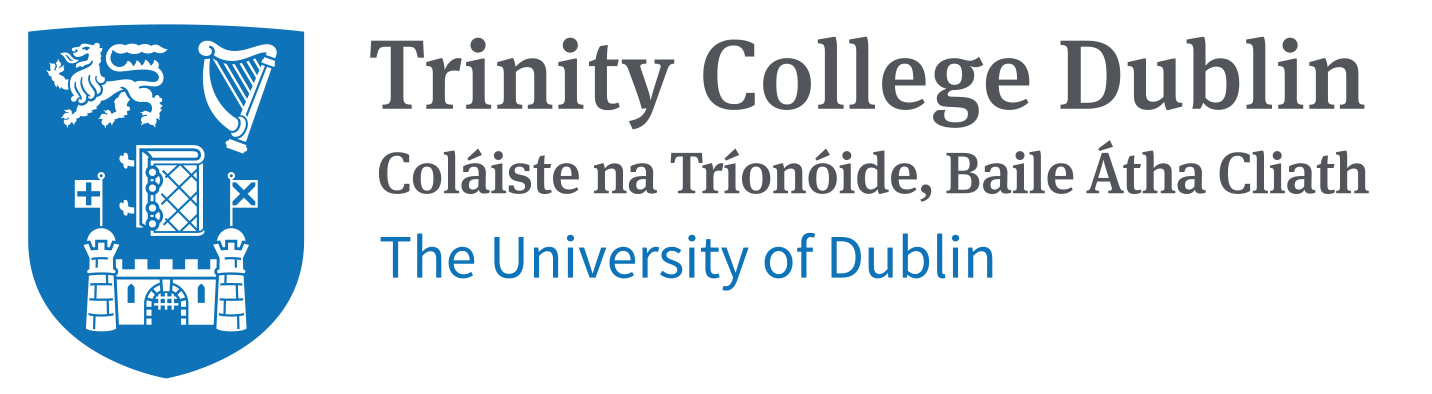 Trinity College Dublin
Coláiste na Tríonóide, Baile Átha Cliath
The University of Dublin